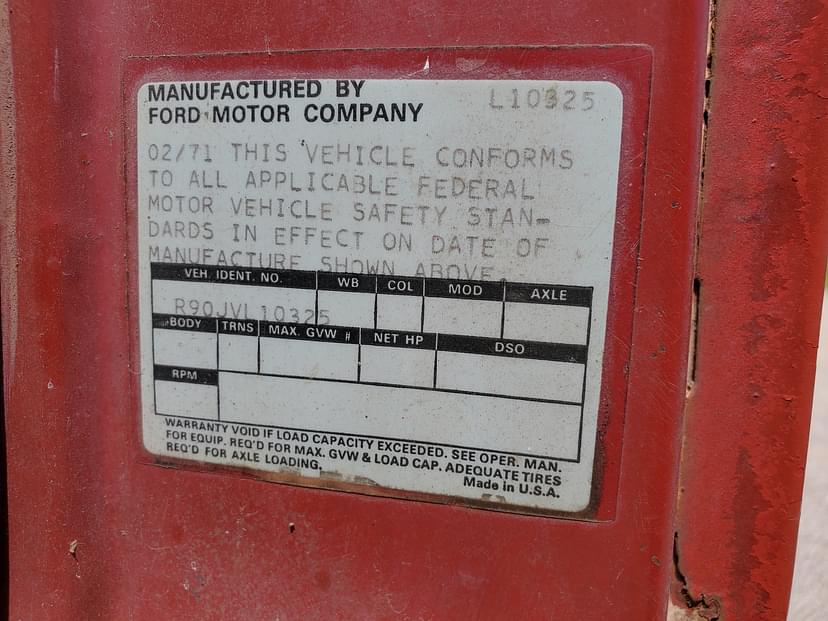 MANUFACTURED BY
FORD MOTOR COMPANY
L10325
02/71 THIS VEHICLE CONFORMS
TO ALL APPLICABLE FEDERAL
MOTOR VEHICLE SAFETY STAN-
DARDS IN EFFECT ON DATE OF
MANUFACTURE SHOWN ABOVE.
VEH. IDENT. NO. WB COL MOD AXLE
R90JVL10325
BODY TRNS MAX. GVW # NET HP DSO
RPM
WARRANTY VOID IF LOAD CAPACITY EXCEEDED. SEE OPER. MAN.
FOR EQUIP. REQ'D FOR MAX. GVW & LOAD CAP. ADEQUATE TIRES
REQ'D FOR AXLE LOADING.
Made in U.S.A.